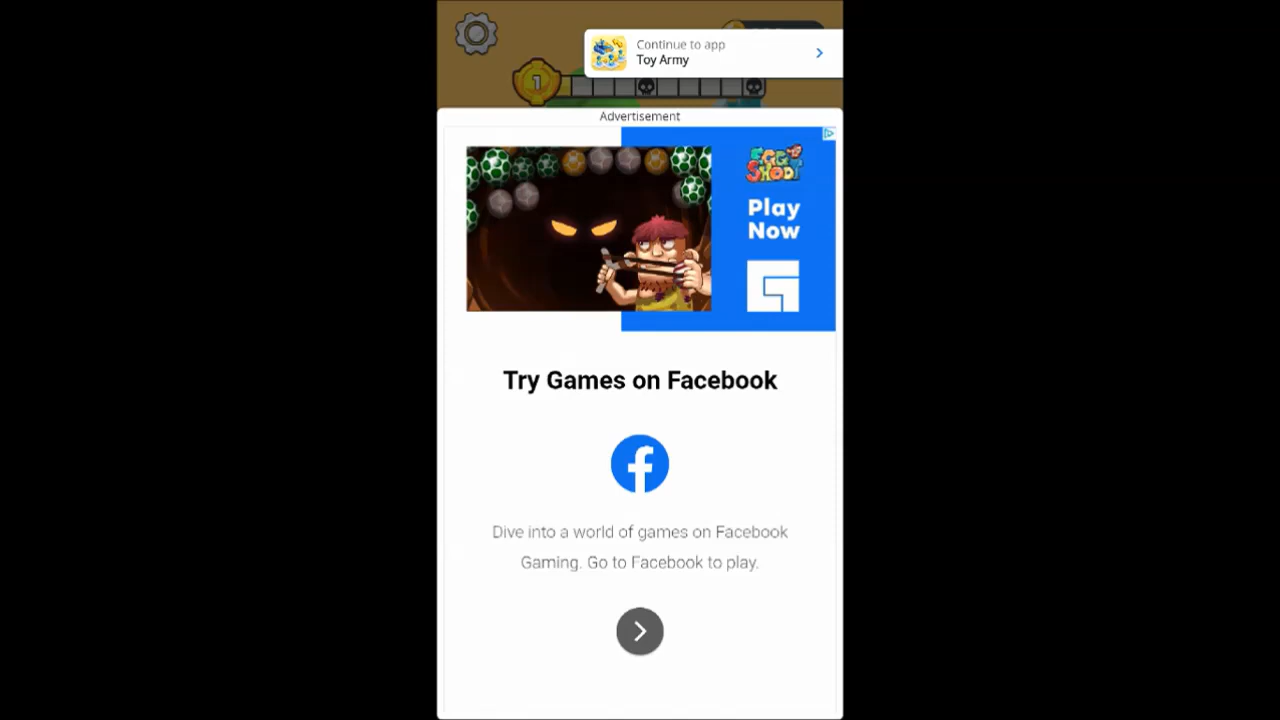 Continue to app
Toy Army
1
Advertisement
EGG
SHOOT
Play
Now
Try Games on Facebook
Dive into a world of games on Facebook
Gaming. Go to Facebook to play.